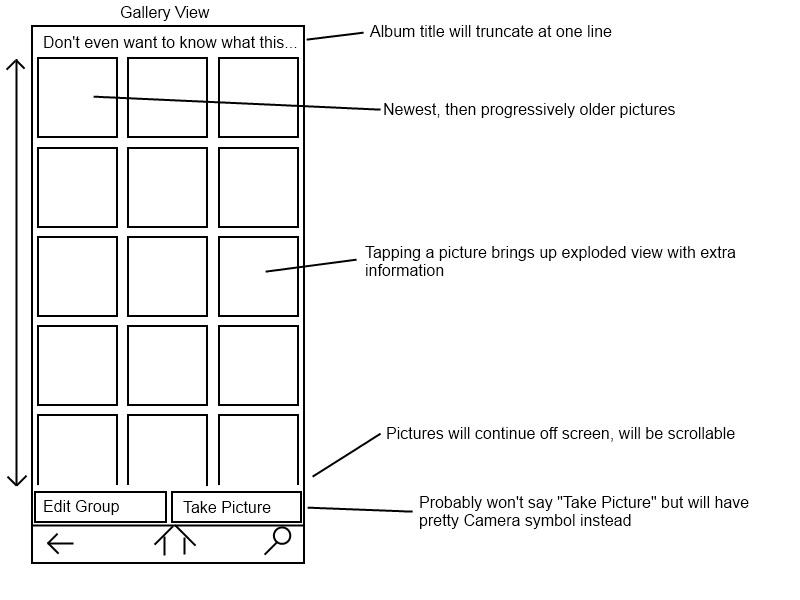 Gallery View
Don't even want to know what this...
Album title will truncate at one line
Newest, then progressively older pictures
Tapping a picture brings up exploded view with extra
information
Pictures will continue off screen, will be scrollable
Edit Group
Take Picture
Probably won't say "Take Picture" but will have
pretty Camera symbol instead